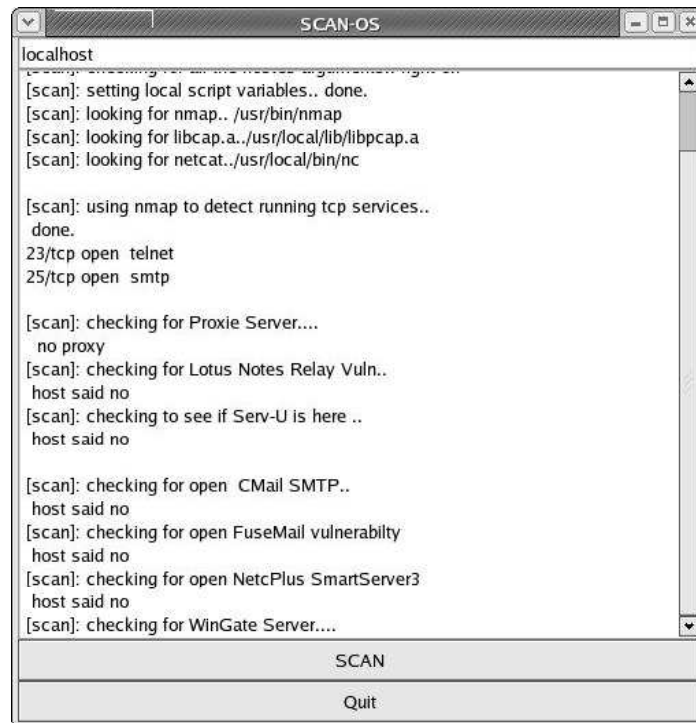 SCAN-OS
localhost
[scan]: setting local script variables.. done.
[scan]: looking for nmap.. /usr/bin/nmap
[scan]: looking for libcap.a../usr/local/lib/libpcap.a
[scan]: looking for netcat../usr/local/bin/nc
[scan]: using nmap to detect running tcp services..
done.
23/tcp open telnet
25/tcp open smtp
[scan]: checking for Proxie Server....
no proxy
[scan]: checking for Lotus Notes Relay Vuln..
host said no
[scan]: checking to see if Serv-U is here ..
host said no
[scan]: checking for open CMail SMTP..
host said no
[scan]: checking for open FuseMail vulnerabilty
host said no
[scan]: checking for open NetcPlus SmartServer3
host said no
[scan]: checking for WinGate Server....
SCAN
Quit